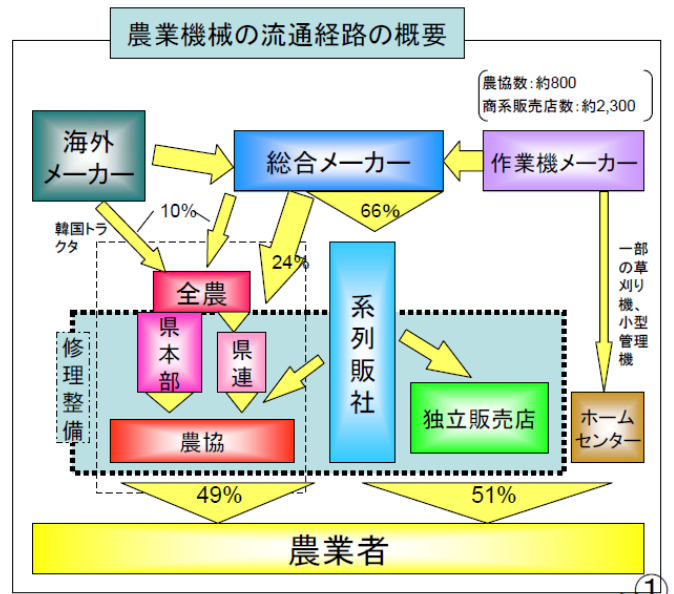 農業機械の流通経路の概要
農協数:約800
商系販売店数:約2,300
海外
メーカー
総合メーカー
作業機メーカー
韓国トラ
クタ
10%
66%
24%
一部
の草
刈り
機、
小型
管理
機
全農
県
本
部
県
連
系
列
販
社
修
理
整
備
農協
独立販売店
ホーム
センター
49%
51%
農業者
1